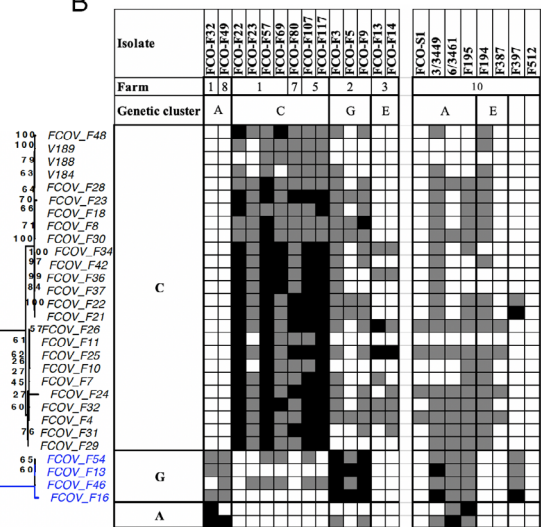 B
Isolate FCO-F32 FCO-F49 FCO-F22 FCO-F23 FCO-F57 FCO-F69 FCO-F80 FCO-F107 FCO-F117 FCO-F3 FCO-F5 FCO-F9 FCO-F13 FCO-F14 FCO-S1 3/3449 6/3461 F195 F194 F387 F397 F512
Farm 1 8 1 7 5 2 3 10
Genetic cluster A C G E A E
100 FCOV_F48
100 V189
79 V188
63 V184
64 FCOV_F28
70 FCOV_F23
66 FCOV_F18
71 FCOV_F8
100 FCOV_F30
100 FCOV_F34
97 FCOV_F42
99 FCOV_F36
84 FCOV_F37
C
100 FCOV_F22
FCOV_F21
57 FCOV_F26
61 FCOV_F11
62 FCOV_F25
26 FCOV_F10
27
45 FCOV_F7
27 FCOV_F24
60 FCOV_F32
FCOV_F4
76 FCOV_F31
FCOV_F29
65 FCOV_F54
60 FCOV_F13
G
FCOV_F46
FCOV_F16
A